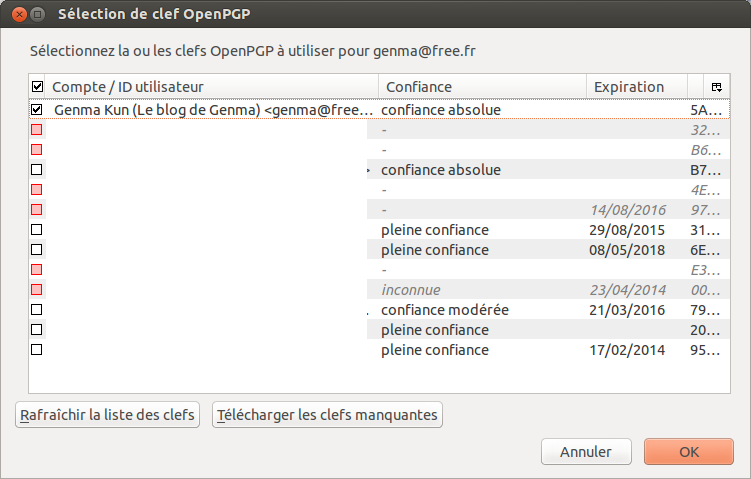 Sélection de clef OpenPGP
Sélectionnez la ou les clefs OpenPGP à utiliser pour genma@free.fr
Compte / ID utilisateur Confiance Expiration
Genma Kun (Le blog de Genma) <genma@free... confiance absolue 5A...
- 32...
- B6...
> confiance absolue B7...
- 4E...
- 14/08/2016 97...
pleine confiance 29/08/2015 31...
pleine confiance 08/05/2018 6E...
- E3...
inconnue 23/04/2014 00...
. confiance modérée 21/03/2016 79...
pleine confiance 20...
pleine confiance 17/02/2014 95...
Rafraîchir la liste des clefs Télécharger les clefs manquantes
Annuler OK